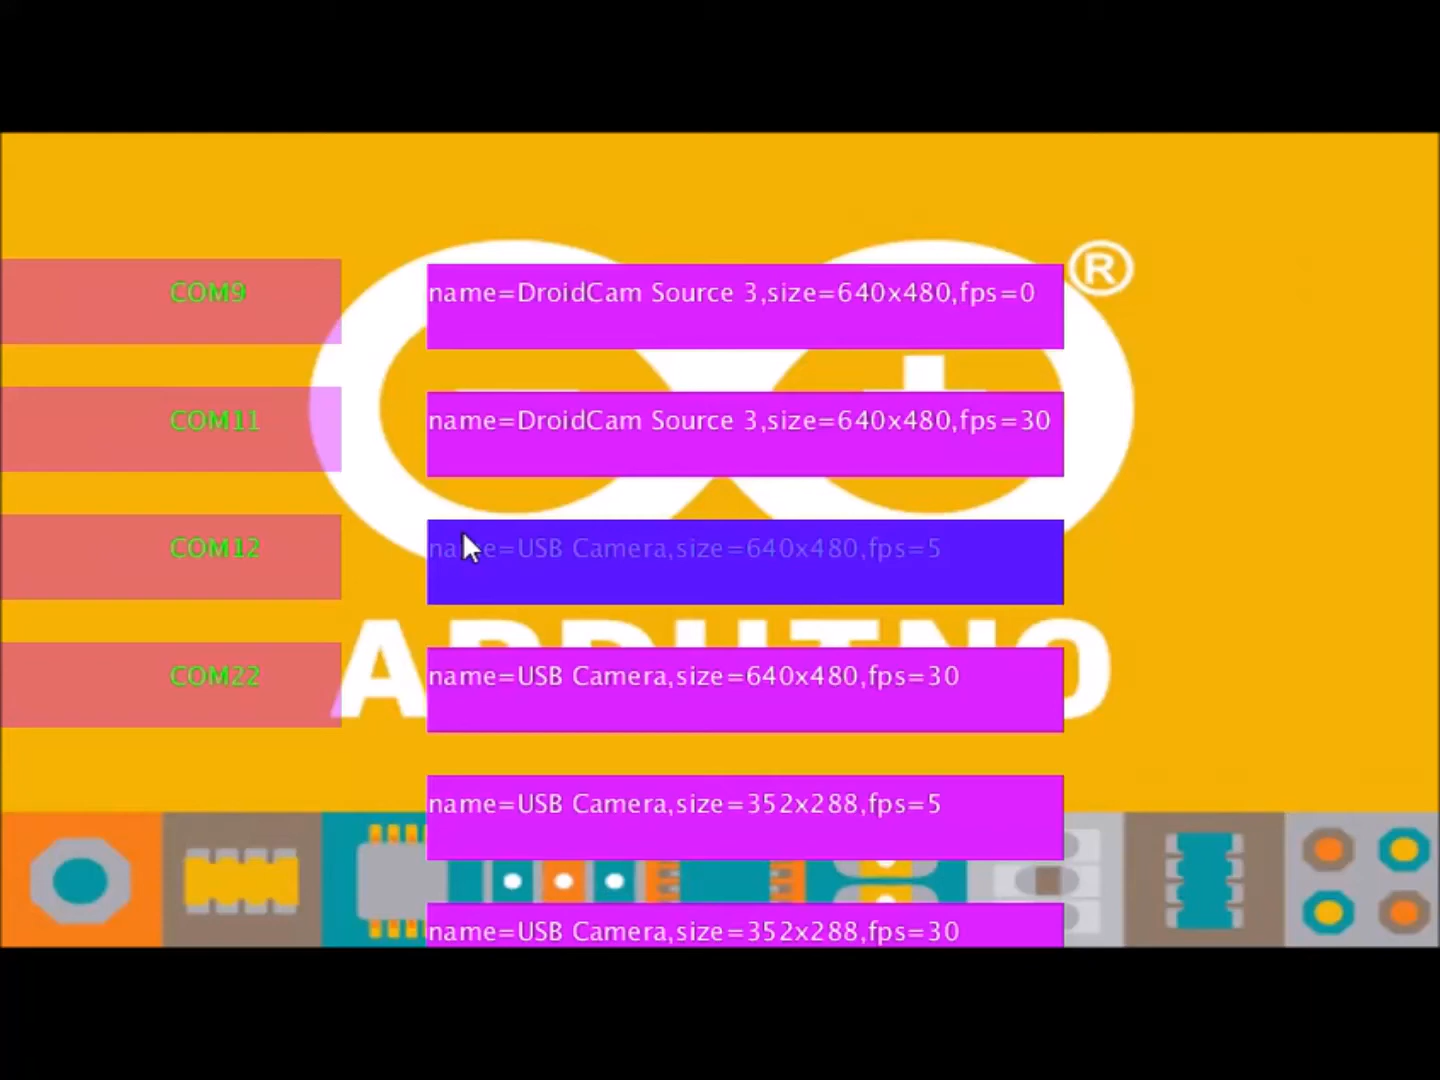 ®
COM9
name=DroidCam Source 3,size=640x480,fps=0
COM11
name=DroidCam Source 3,size=640x480,fps=30
COM12
name=USB Camera,size=640x480,fps=5
ARDUINO
COM22
name=USB Camera,size=640x480,fps=30
name=USB Camera,size=352x288,fps=5
name=USB Camera,size=352x288,fps=30